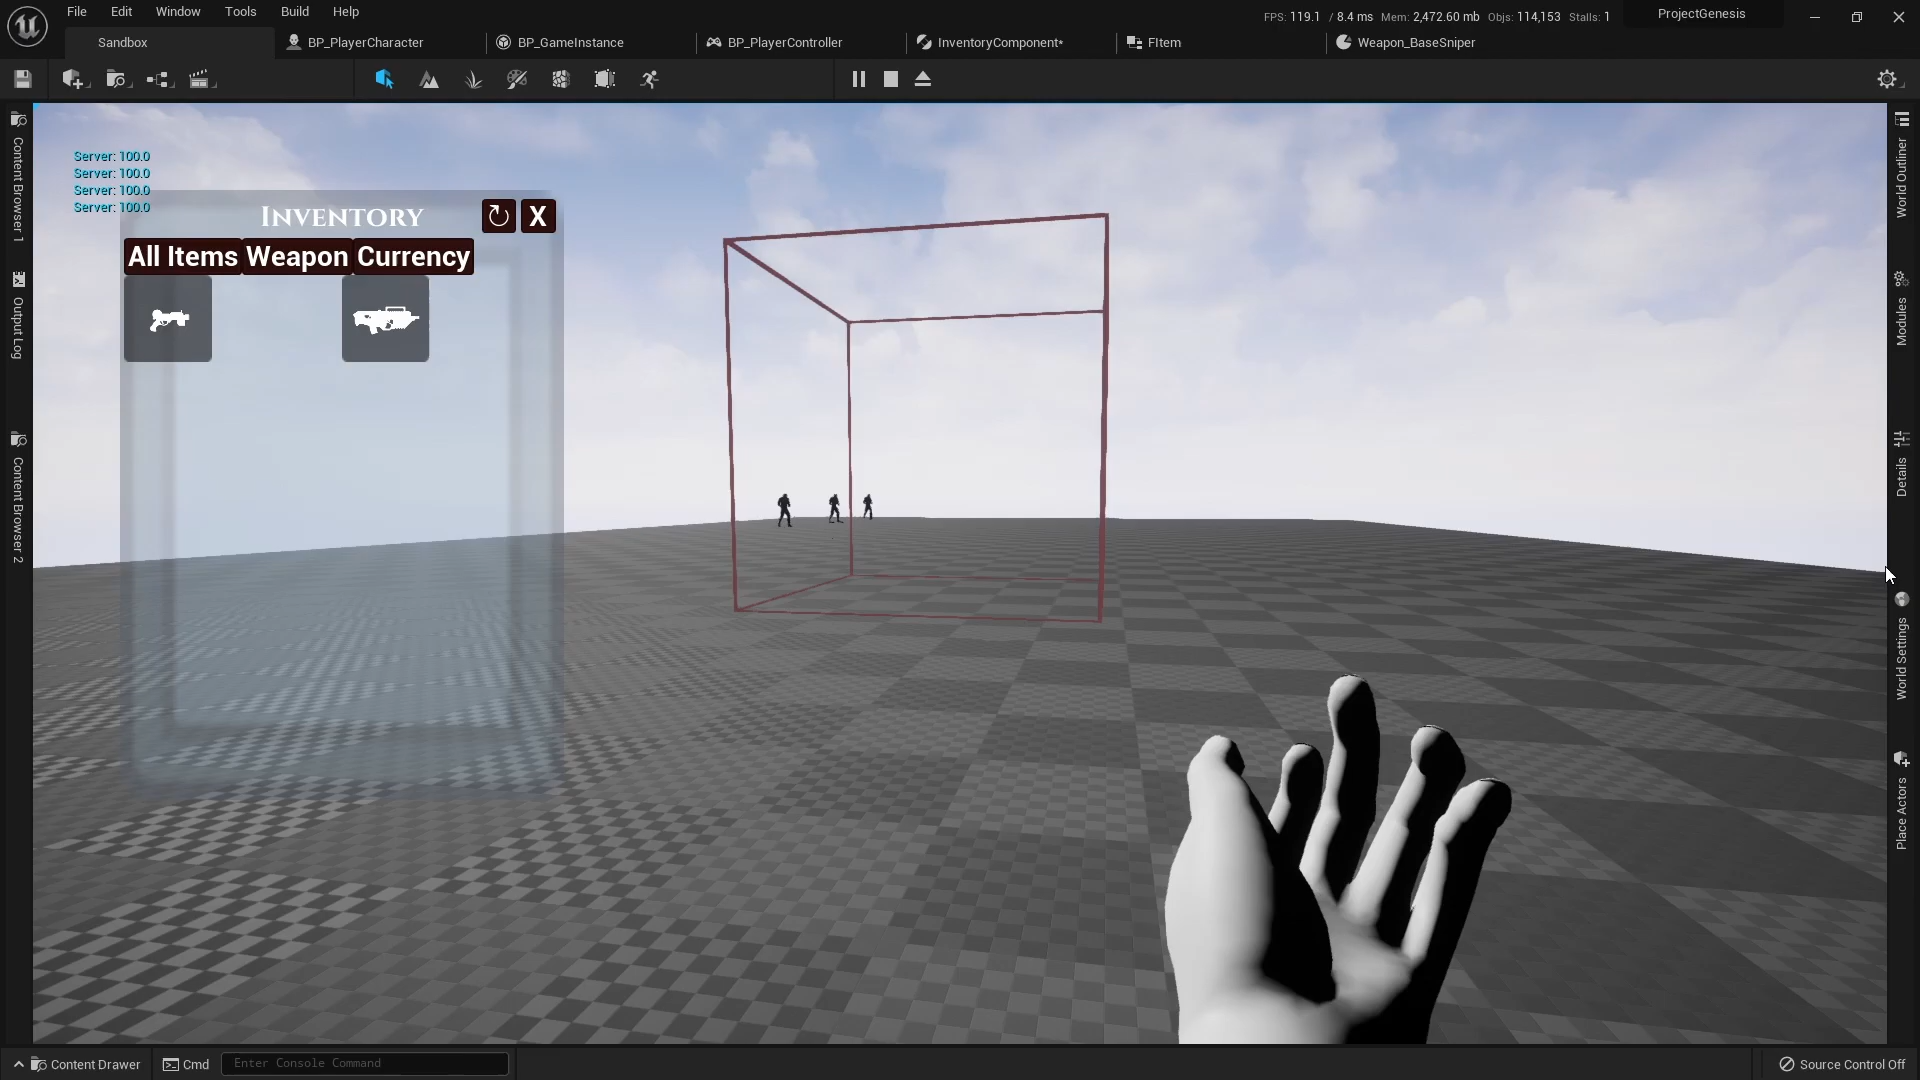 File Edit Window Tools Build Help
FPS: 119.1 / 8.4 ms Mem: 2,472.60 mb Objs: 114,153 Stalls: 1
ProjectGenesis
Sandbox
BP_PlayerCharacter
BP_GameInstance
BP_PlayerController
InventoryComponent*
FItem
Weapon_BaseSniper
Content Browser 1
Output Log
Content Browser 2
Server: 100.0
Server: 100.0
Server: 100.0
Server: 100.0
INVENTORY
X
All Items Weapon Currency
World Outliner
Modules
Details
World Settings
Place Actors
Content Drawer
Cmd
Enter Console Command
Source Control Off